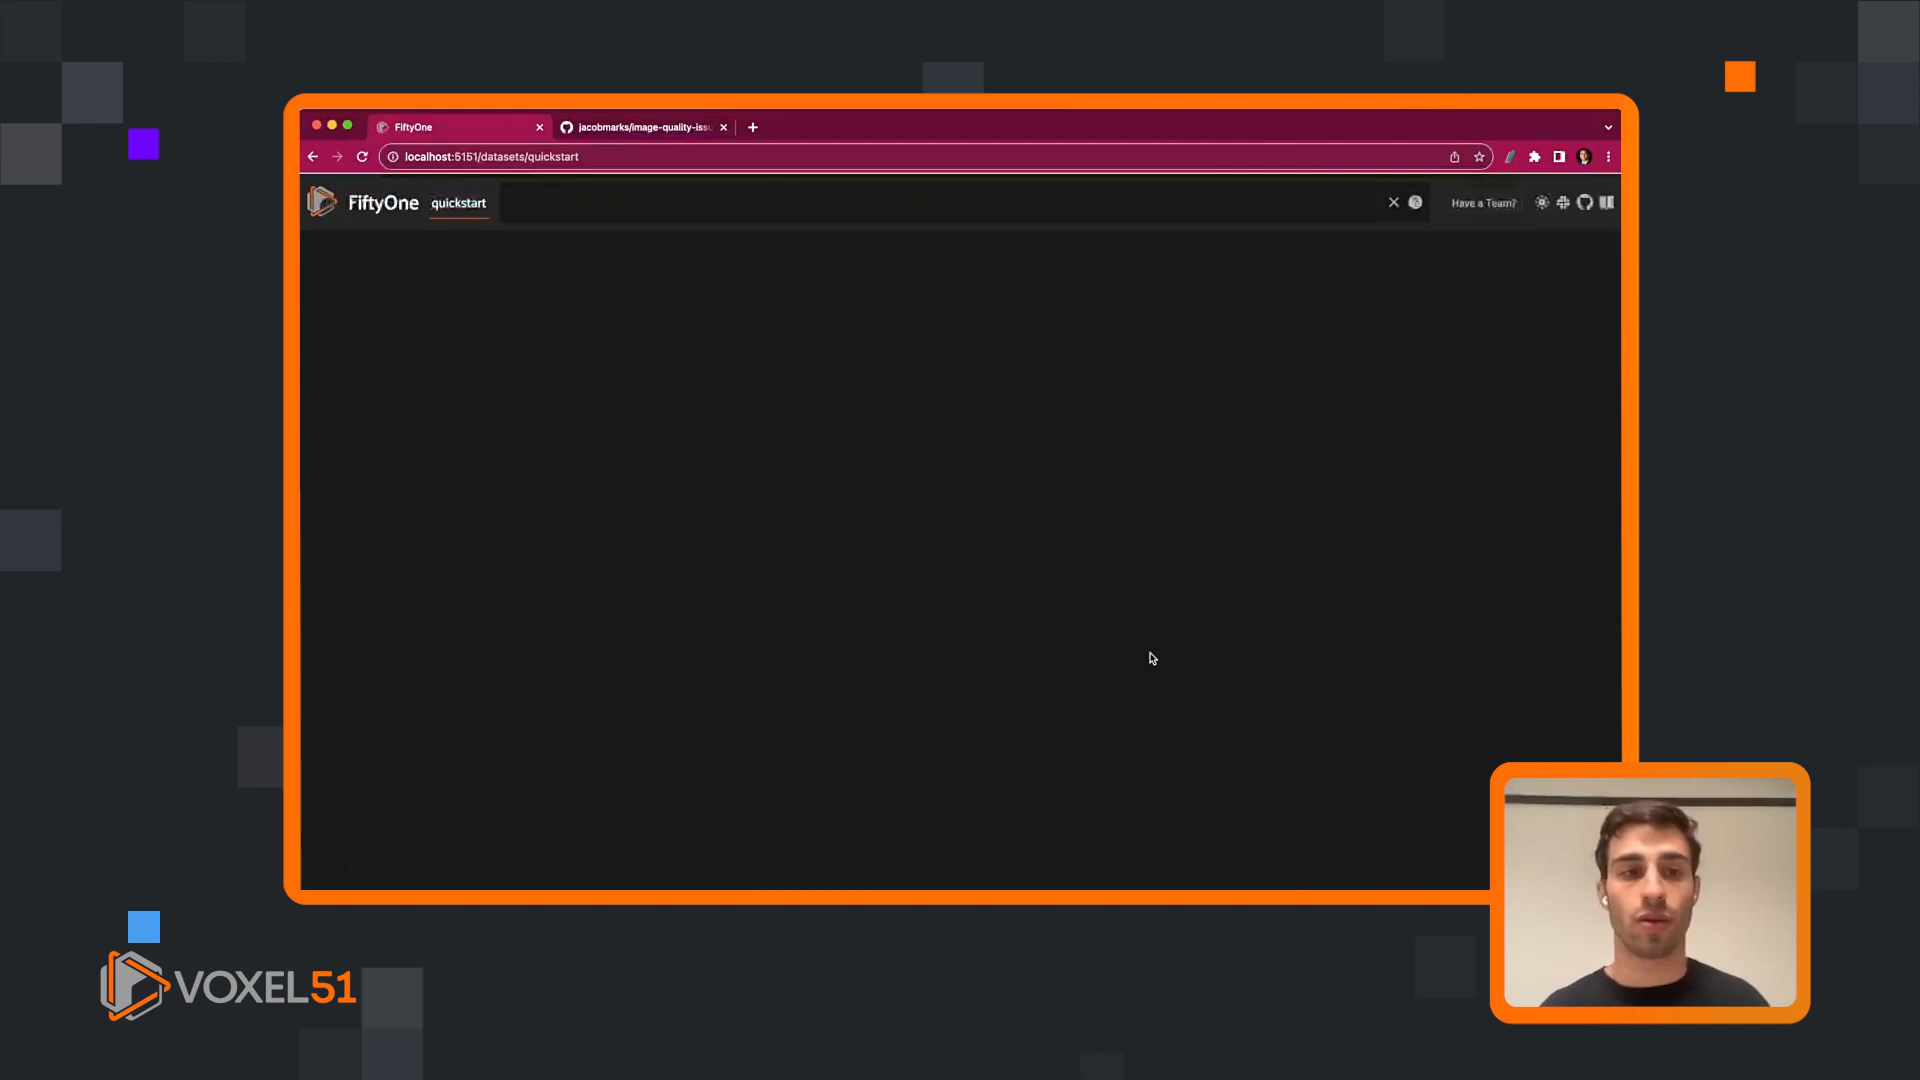 FiftyOne
jacobmarks/image-quality-issu
localhost:5151/datasets/quickstart
FiftyOne
quickstart
Have a Team?
VOXEL51